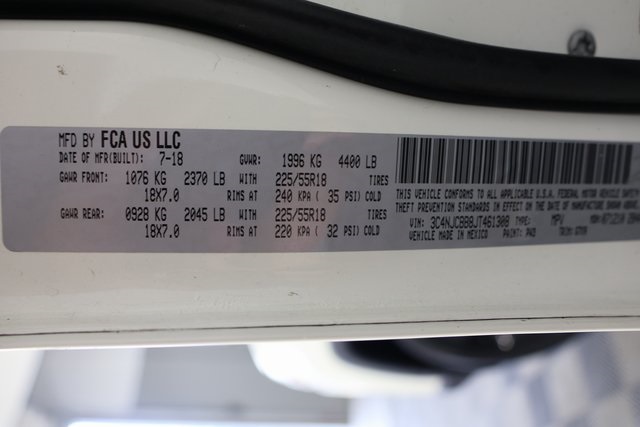 MFD BY FCA US LLC
DATE OF MFR(BUILT): 7-18 GVWR: 1996 KG 4400 LB
GAWR FRONT: 1076 KG 2370 LB WITH 225/55R18 TIRES
18X7.0 RIMS AT 240 KPA ( 35 PSI) COLD
GAWR REAR: 0928 KG 2045 LB WITH 225/55R18 TIRES
18X7.0 RIMS AT 220 KPA ( 32 PSI) COLD
THIS VEHICLE CONFORMS TO ALL APPLICABLE U.S.A. FEDERAL MOTOR VEHICLE
THEFT PREVENTION STANDARDS IN EFFECT ON THE DATE OF MANUFACTURE SHOWN ABOVE.
VIN: 3C4NJCBB8JT461308 TYPE: MPV
VEHICLE MADE IN MEXICO PAINT: PW3 TRIM: